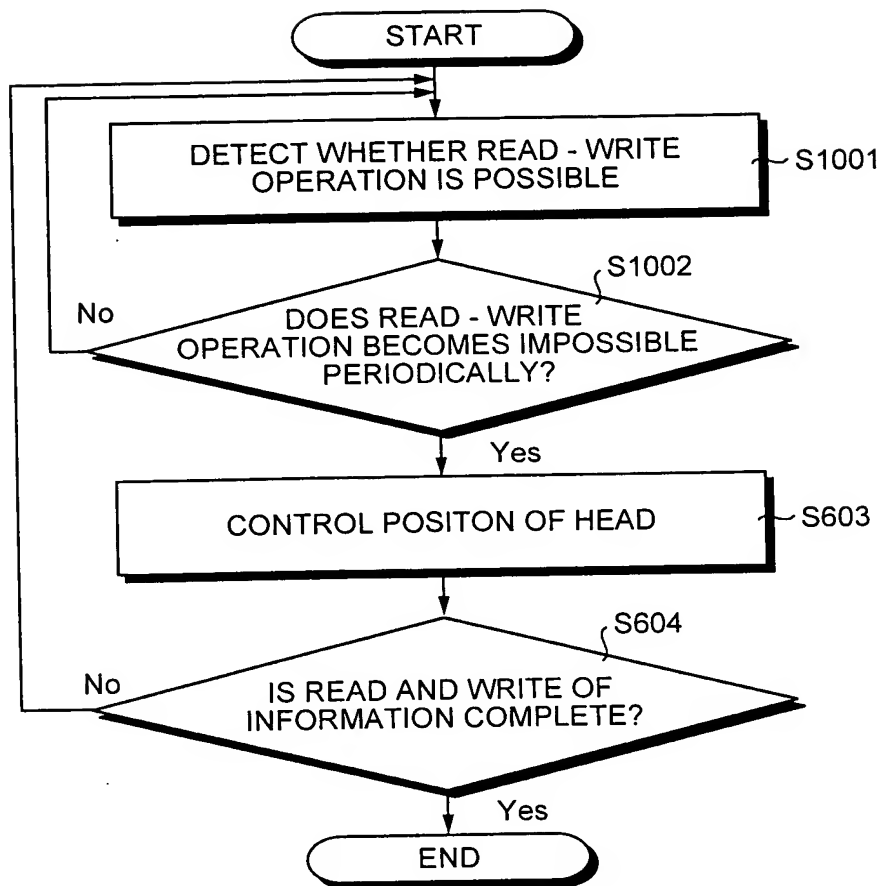 START
DETECT WHETHER READ - WRITE
OPERATION IS POSSIBLE
S1001
S1002
No
DOES READ - WRITE
OPERATION BECOMES IMPOSSIBLE
PERIODICALLY?
Yes
CONTROL POSITON OF HEAD
S603
S604
No
IS READ AND WRITE OF
INFORMATION COMPLETE?
Yes
END